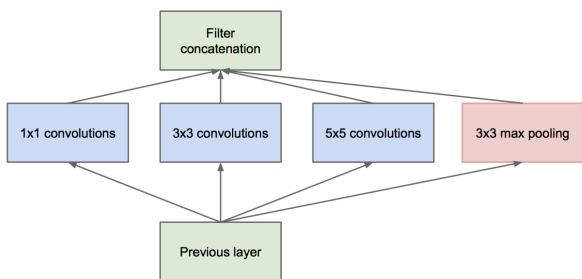 Filter
concatenation
1x1 convolutions
3x3 convolutions
5x5 convolutions
3x3 max pooling
Previous layer